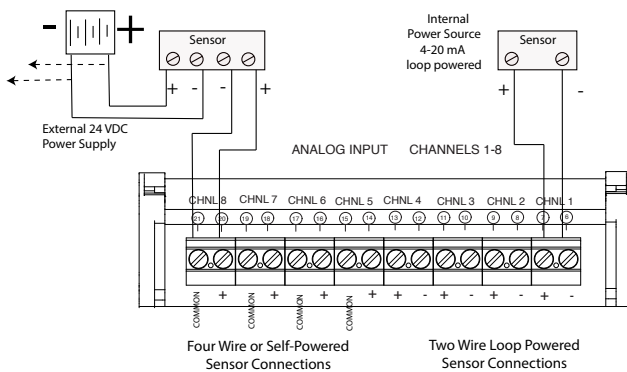 - +
Sensor
+ - - +
External 24 VDC
Power Supply
Internal
Power Source
4-20 mA
loop powered
Sensor
+ -
ANALOG INPUT CHANNELS 1-8
CHNL 8 CHNL 7 CHNL 6 CHNL 5 CHNL 4 CHNL 3 CHNL 2 CHNL 1
21 20 19 18 17 16 15 14 13 12 11 10 9 8 7 6
COMMON + COMMON + COMMON + COMMON + + - + - + - + -
Four Wire or Self-Powered
Sensor Connections
Two Wire Loop Powered
Sensor Connections